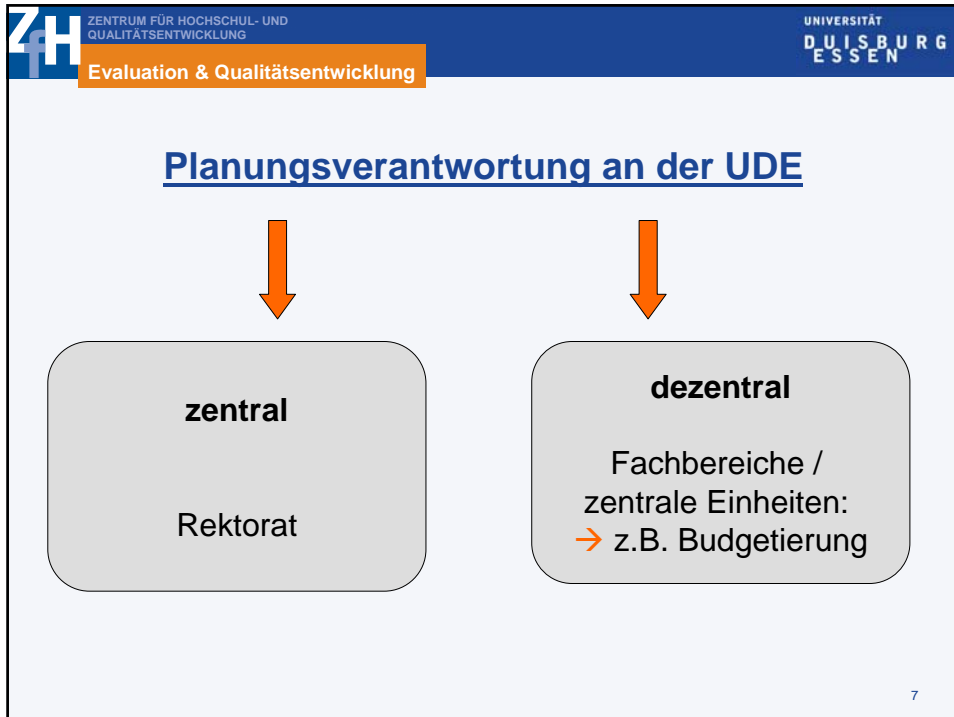 ZfH
ZENTRUM FÜR HOCHSCHUL- UND
QUALITÄTSENTWICKLUNG
UNIVERSITÄT
DUISBURG
ESSEN
Evaluation & Qualitätsentwicklung
Planungsverantwortung an der UDE
zentral
Rektorat
dezentral
Fachbereiche /
zentrale Einheiten:
→ z.B. Budgetierung
7